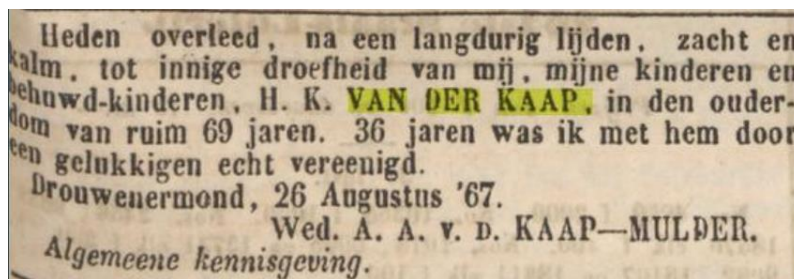 Heden overleed, na een langdurig lijden, zacht en
kalm, tot innige droefheid van mij, mijne kinderen en
behuwd-kinderen, H. K. VAN DER KAAP, in den ouder-
dom van ruim 69 jaren. 36 jaren was ik met hem door
een gelukkigen echt vereenigd.
Drouwenermond, 26 Augustus '67.
Wed. A. A. v. D. KAAP—MULDER.
Algemeene kennisgeving.